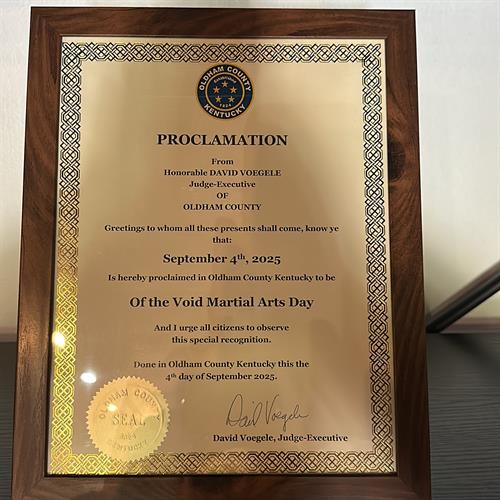 OLDHAM COUNTY
KENTUCKY
PROCLAMATION
From
Honorable DAVID VOEGELE
Judge-Executive
OF
OLDHAM COUNTY
Greetings to whom all these presents shall come, know ye
that:
September 4th, 2025
Is hereby proclaimed in Oldham County Kentucky to be
Of the Void Martial Arts Day
And I urge all citizens to observe
this special recognition.
Done in Oldham County Kentucky this the
4th day of September 2025.
David Voegele
David Voegele, Judge-Executive
OLDHAM COUNTY
SEAL
KENTUCKY